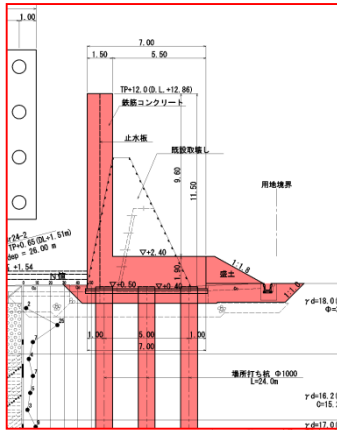 1.00
7.00
1.50
5.50
TP+12.0(D.L.+12.86)
鉄筋コンクリート
止水板
既設取壊し
9.60
11.50
用地境界
r24-2
TP+0.65(DL+1.51m)
dep = 26.00 m
+1.54
N値
▽+2.40
1:1.8
1.90
盛土
▽+0.50
▽+0.40
1.00
5.00
1.00
7.00
γd=18.0(
場所打ち杭 Φ1000
L=24.0m
γd=16.2(
C=15.
γd=17.0(